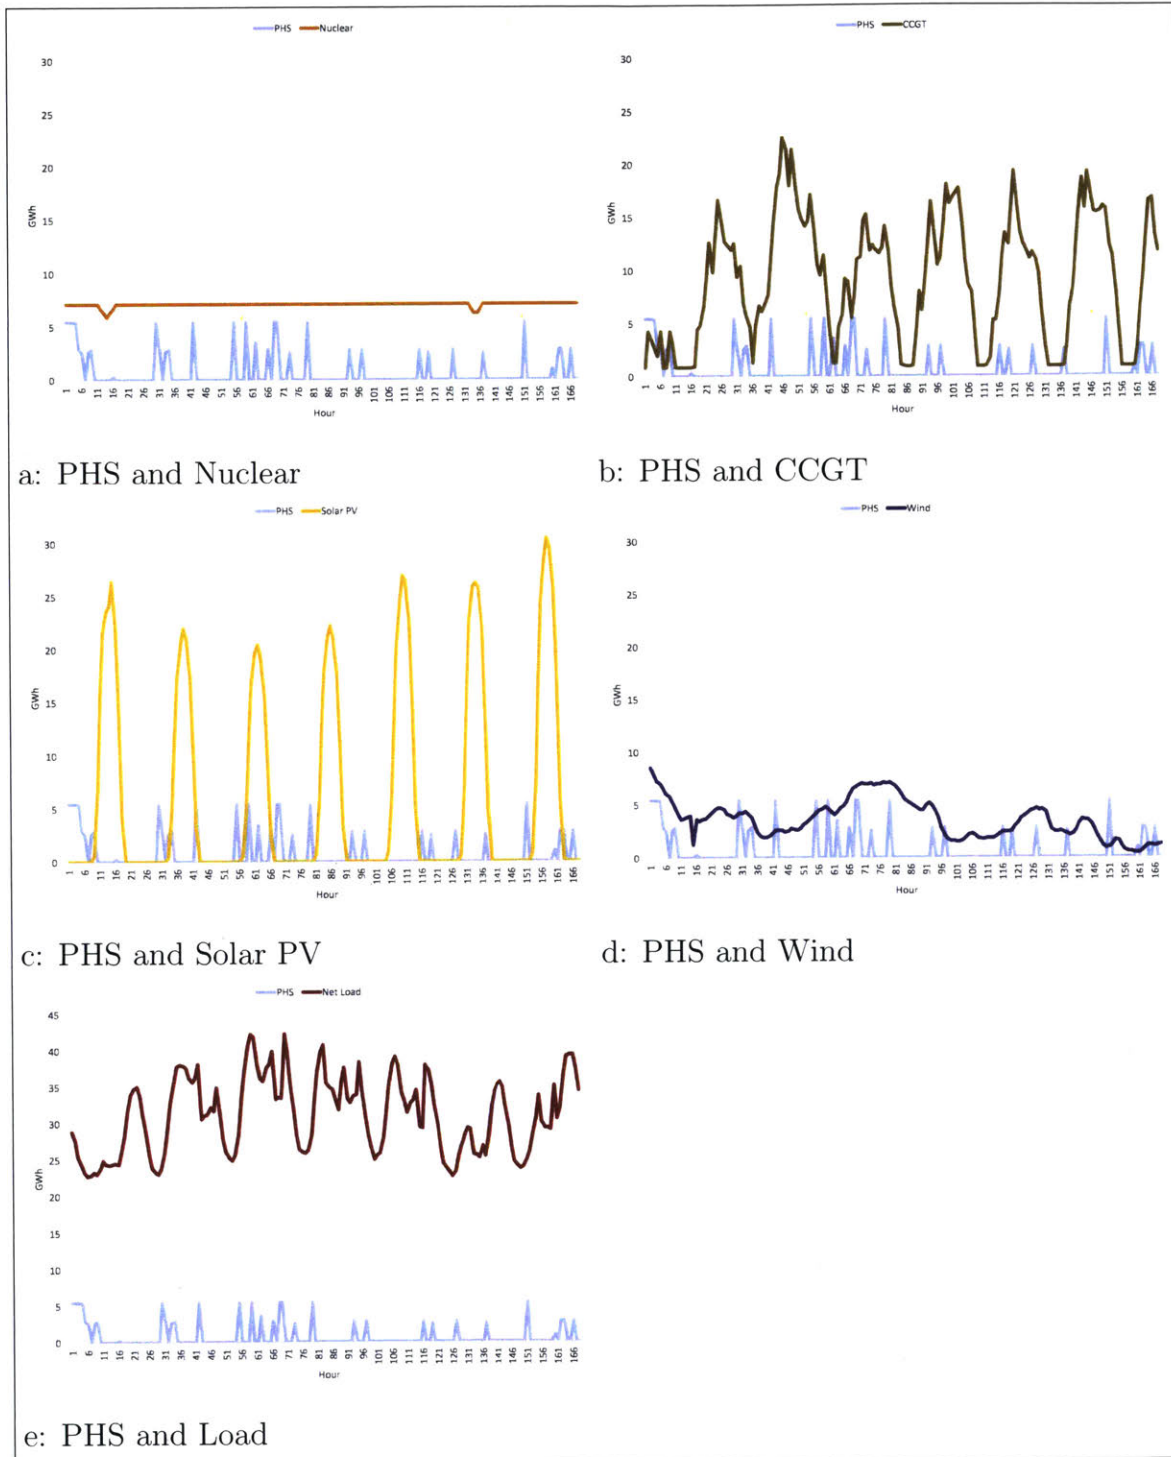 PHS Nuclear
30
25
20
15
10
5
0
GWh
1 6 11 16 21 26 31 36 41 46 51 56 61 66 71 76 81 86 91 96 101 106 111 116 121 126 131 136 141 146 151 156 161 166
Hour
a: PHS and Nuclear
PHS CCGT
30
25
20
15
10
5
0
GWh
1 6 11 16 21 26 31 36 41 46 51 56 61 66 71 76 81 86 91 96 101 106 111 116 121 126 131 136 141 146 151 156 161 166
Hour
b: PHS and CCGT
PHS Solar PV
30
25
20
15
10
5
0
GWh
1 6 11 16 21 26 31 36 41 46 51 56 61 66 71 76 81 86 91 96 101 106 111 116 121 126 131 136 141 146 151 156 161 166
Hour
c: PHS and Solar PV
PHS Wind
30
25
20
15
10
5
0
GWh
1 6 11 16 21 26 31 36 41 46 51 56 61 66 71 76 81 86 91 96 101 106 111 116 121 126 131 136 141 146 151 156 161 166
Hour
d: PHS and Wind
PHS Net Load
45
40
35
30
25
20
15
10
5
0
GWh
1 6 11 16 21 26 31 36 41 46 51 56 61 66 71 76 81 86 91 96 101 106 111 116 121 126 131 136 141 146 151 156 161 166
Hour
e: PHS and Load